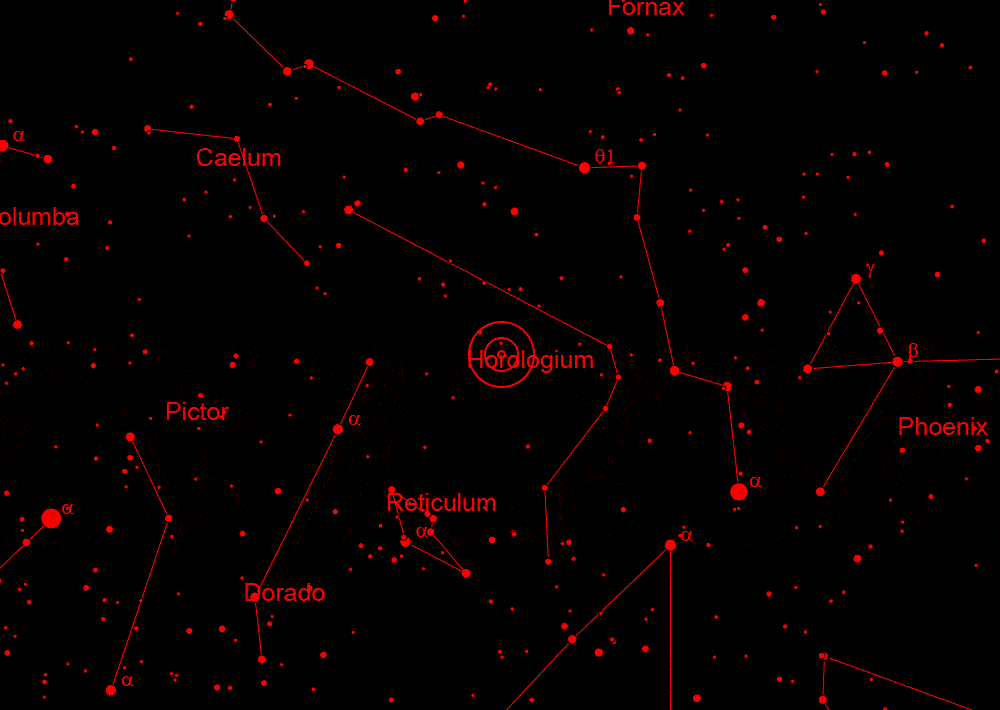 Fornax
α
Caelum
θ1
olumba
γ
β
Horologium
Pictor
α
Phoenix
α
Reticulum
α
α
α
Dorado
α